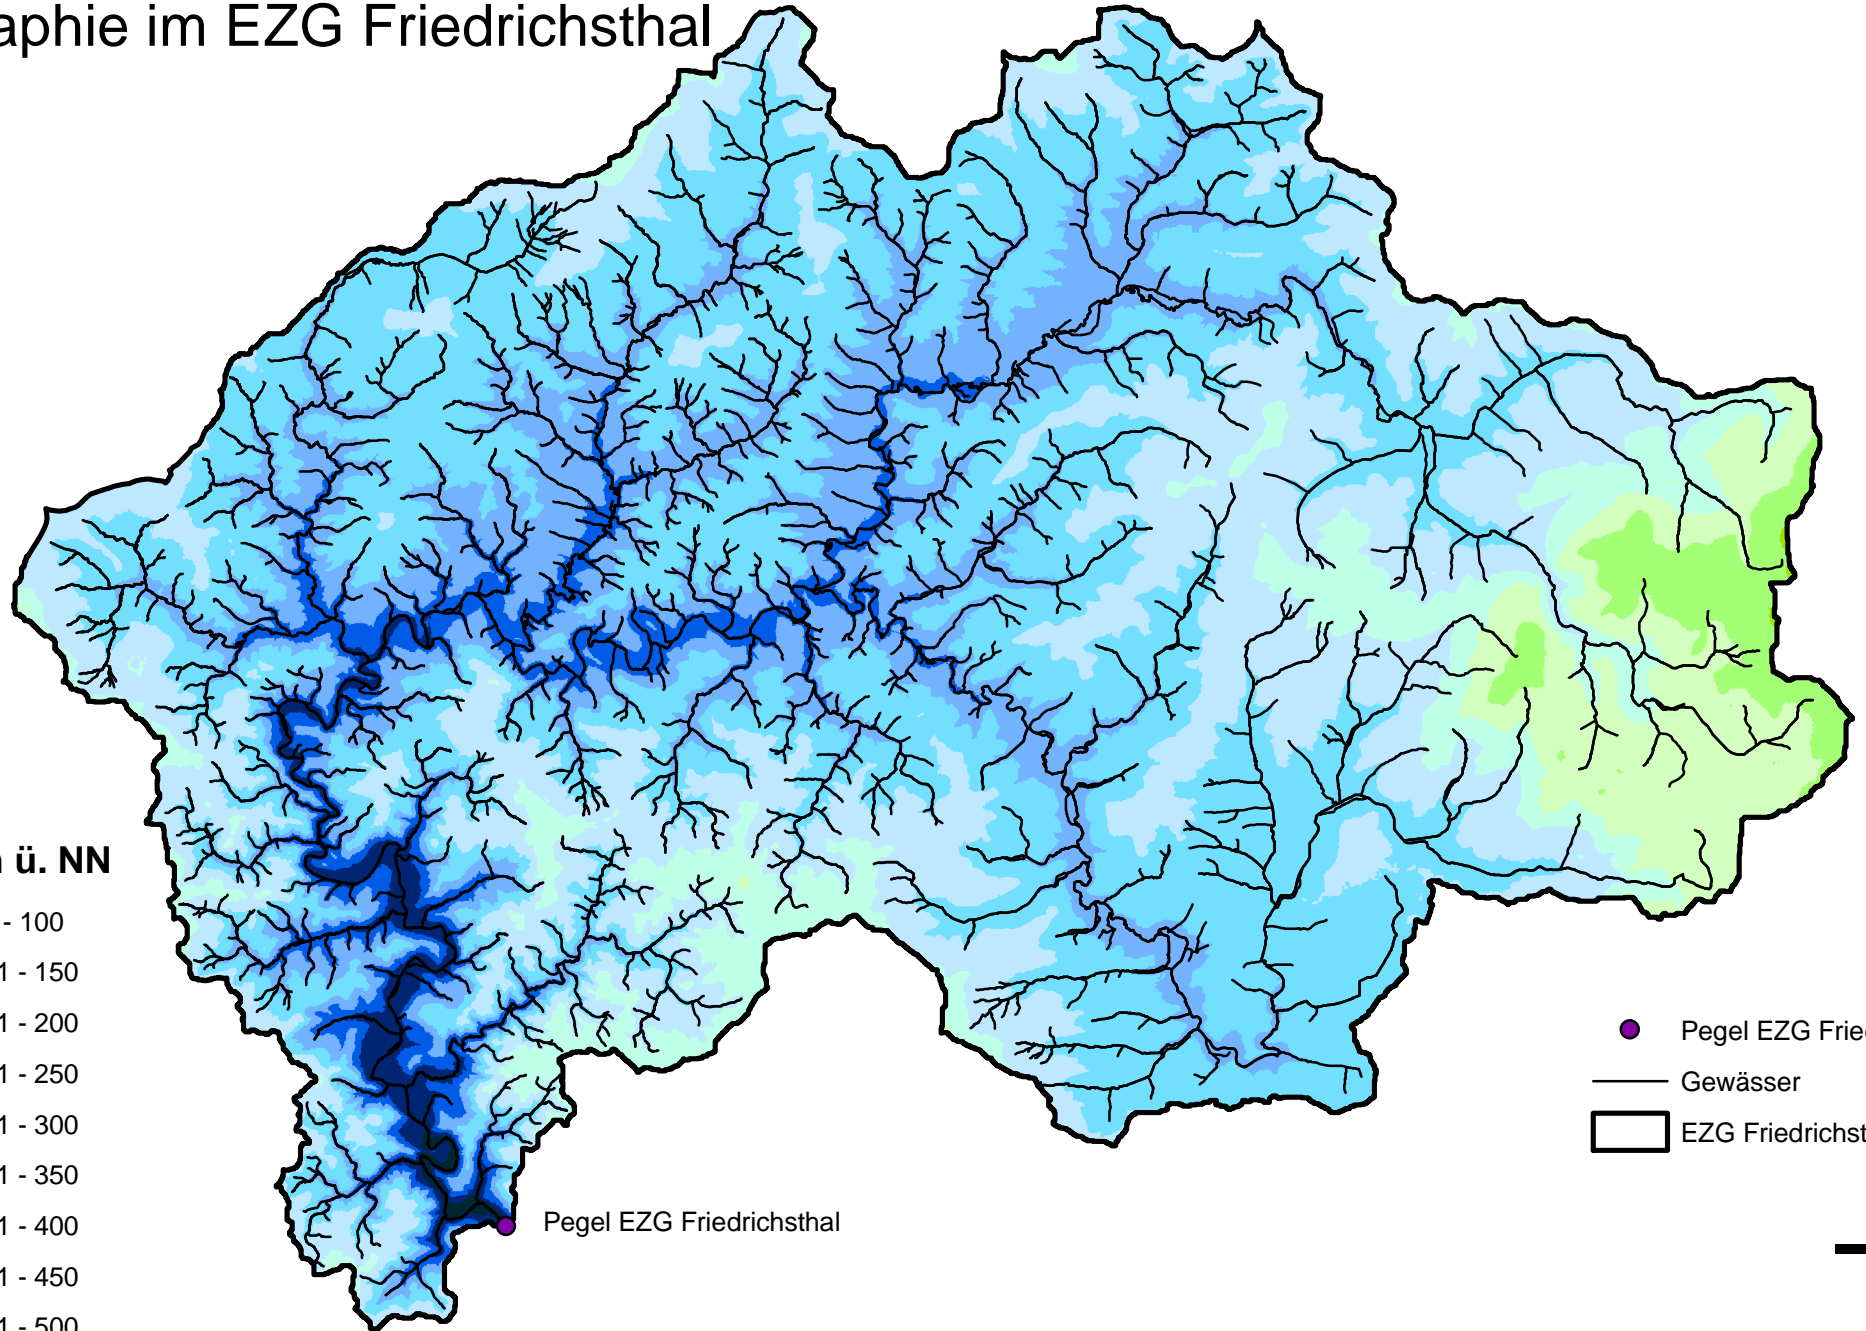 aphie im EZG Friedrichsthal
ü. NN
- 100
1 - 150
1 - 200
1 - 250
1 - 300
1 - 350
1 - 400
1 - 450
1 - 500
Pegel EZG Fried
Gewässer
EZG Friedrichst
Pegel EZG Friedrichsthal